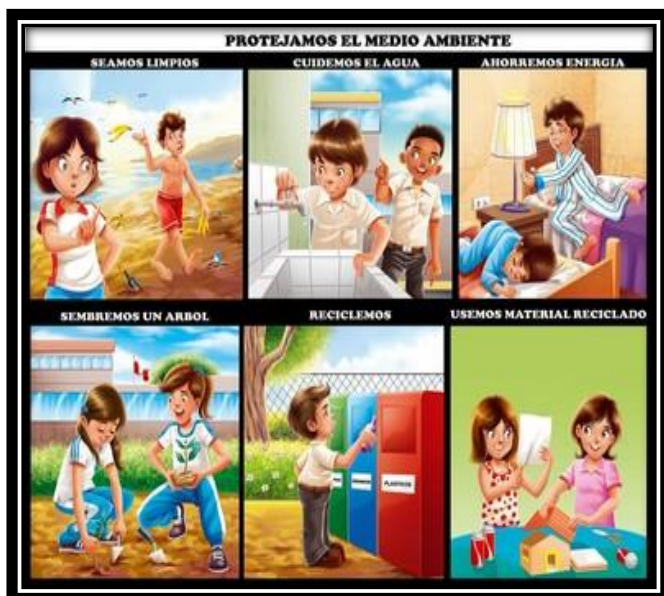 PROTEJAMOS EL MEDIO AMBIENTE
SEAMOS LIMPIOS
CUIDEMOS EL AGUA
AHORREMOS ENERGIA
SEMBREMOS UN ARBOL
RECICLEMOS
USEMOS MATERIAL RECICLADO
PLASTICOS